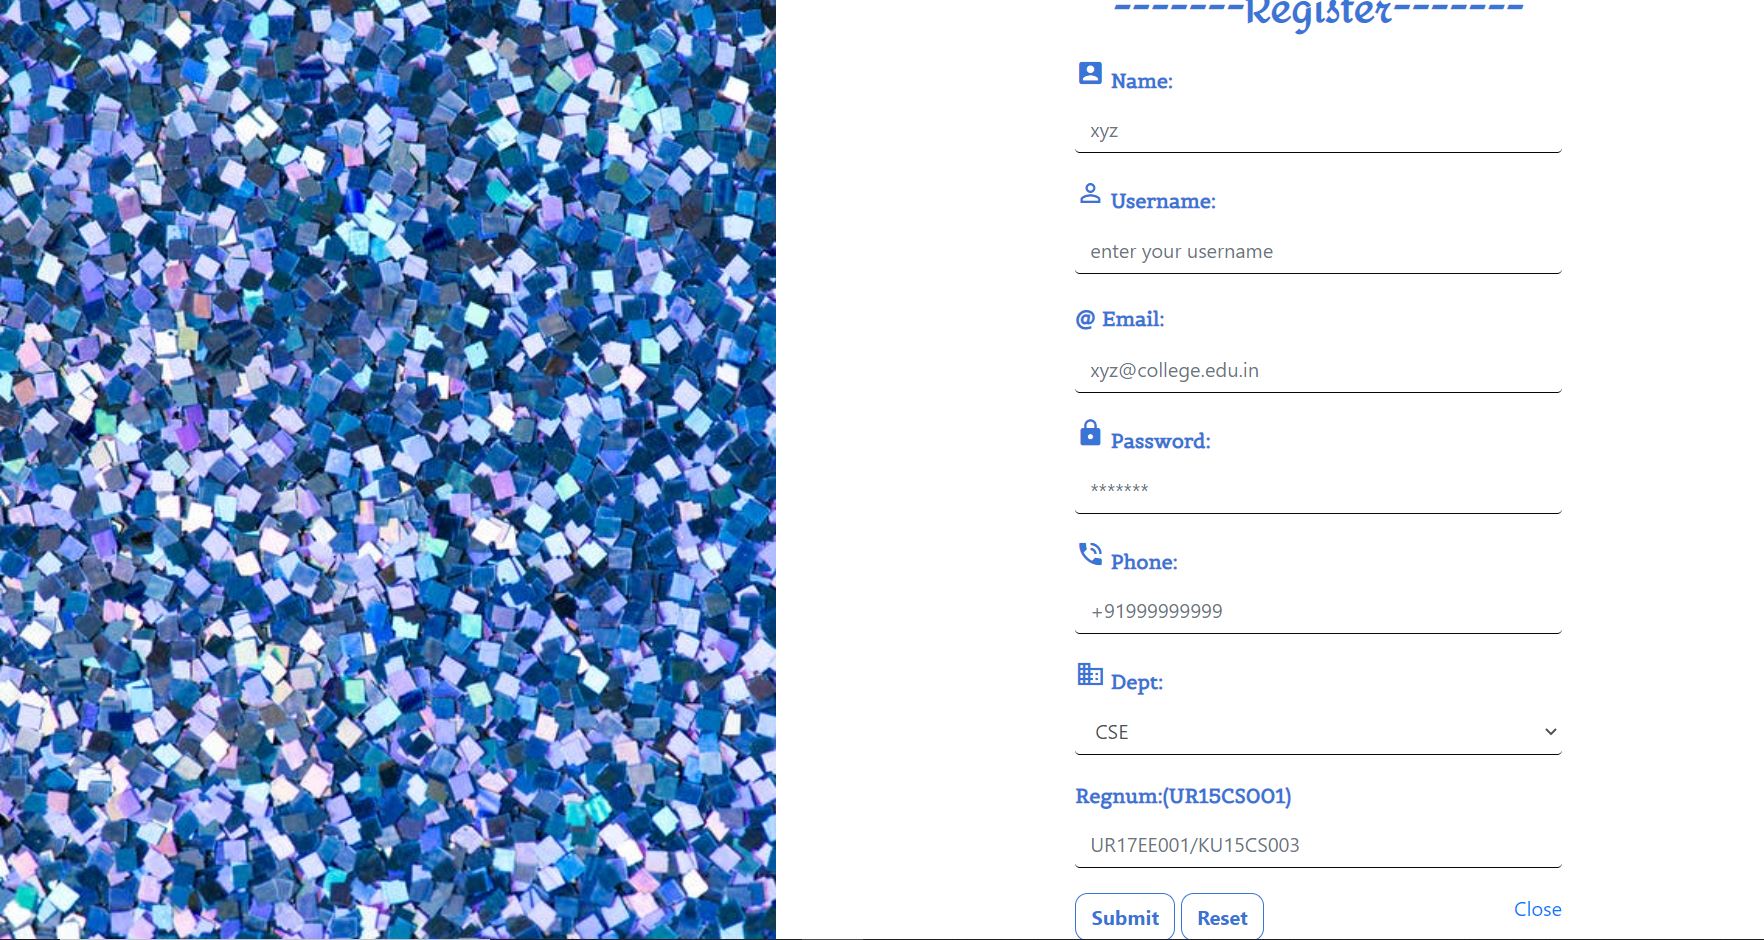 -------Register-------
Name:
xyz
Username:
enter your username
@ Email:
xyz@college.edu.in
Password:
*******
Phone:
+91999999999
Dept:
CSE
Regnum:(UR15CS001)
UR17EE001/KU15CS003
Submit Reset Close